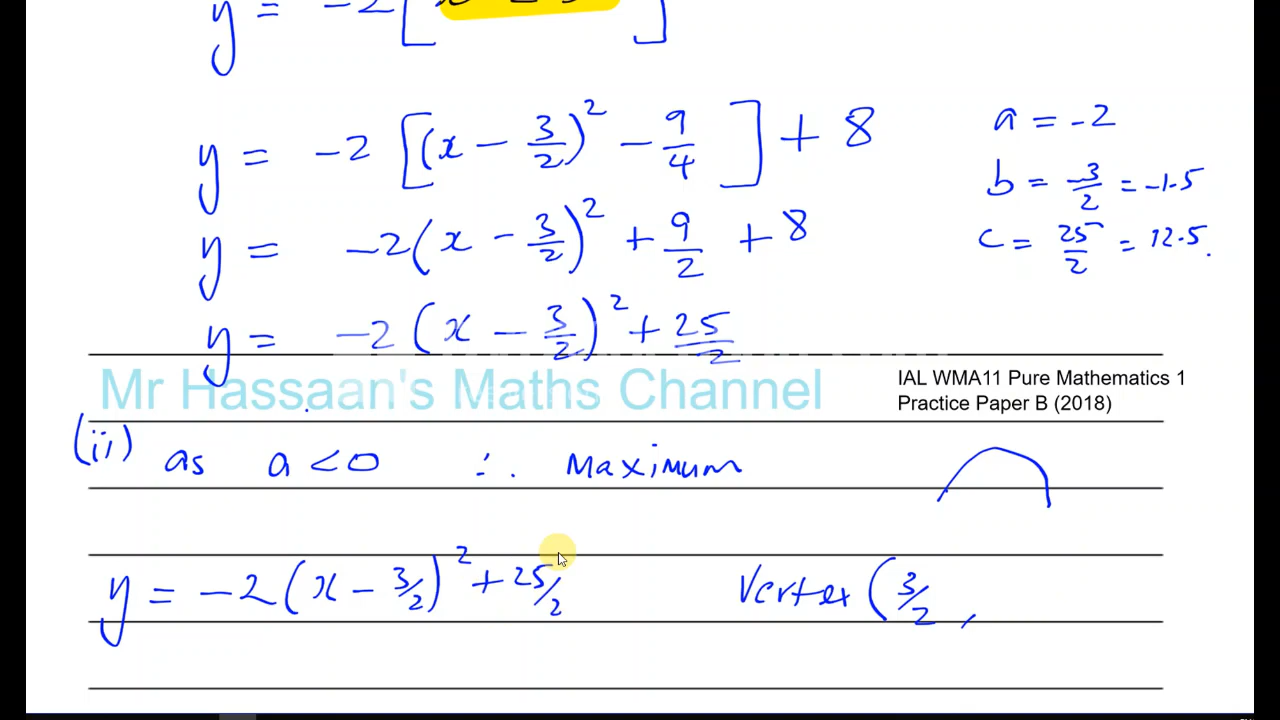 y = -2 [ ]
y = -2 [(x - 3/2)² - 9/4 ] + 8
a = -2
b = -3/2 = -1.5
y = -2(x - 3/2)² + 9/2 + 8
c = 25/2 = 12.5.
y = -2 (x - 3/2)² + 25/2
Mr Hassaan's Maths Channel
IAL WMA11 Pure Mathematics 1
Practice Paper B (2018)
(ii) as a < 0 ∴ Maximum
y = -2 (x - 3/2)² + 25/2 Vertex (3/2 ,